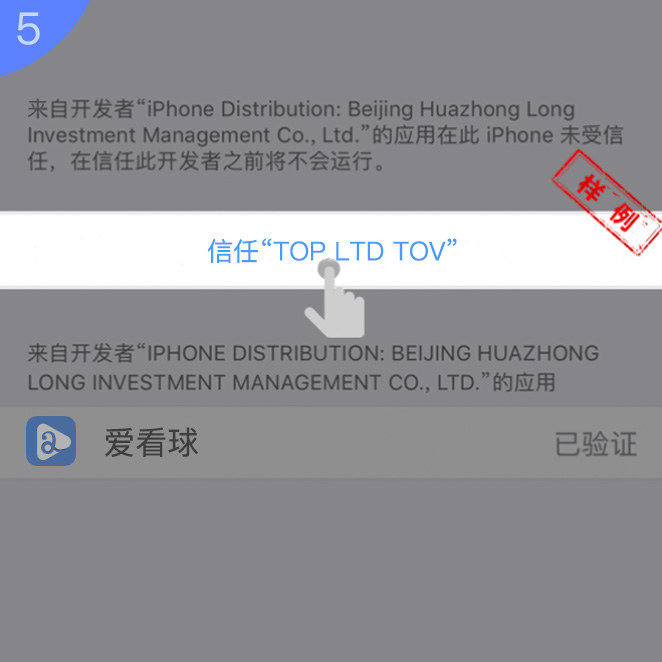 5
来自开发者“iPhone Distribution: Beijing Huazhong Long
Investment Management Co., Ltd.”的应用在此 iPhone 未受信
任，在信任此开发者之前将不会运行。
样例
信任“TOP LTD TOV”
来自开发者“IPHONE DISTRIBUTION: BEIJING HUAZHONG
LONG INVESTMENT MANAGEMENT CO., LTD.”的应用
a
爱看球 已验证